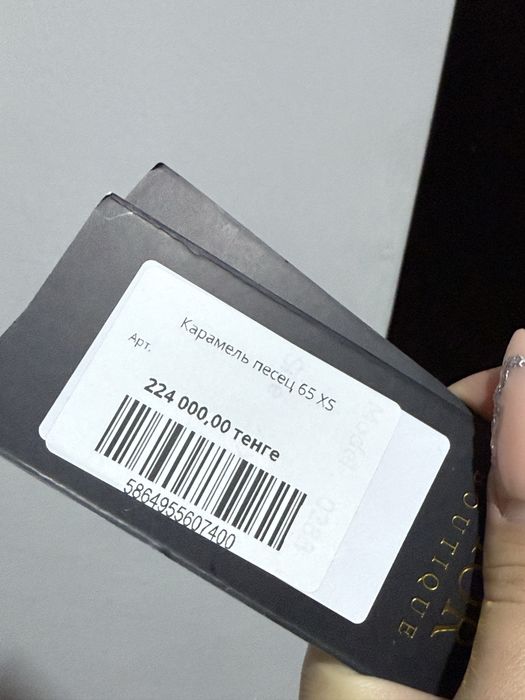 Карамель песец 65 XS
Арт.
224 000,00 тенге
5864955607400
BOUTIQUE